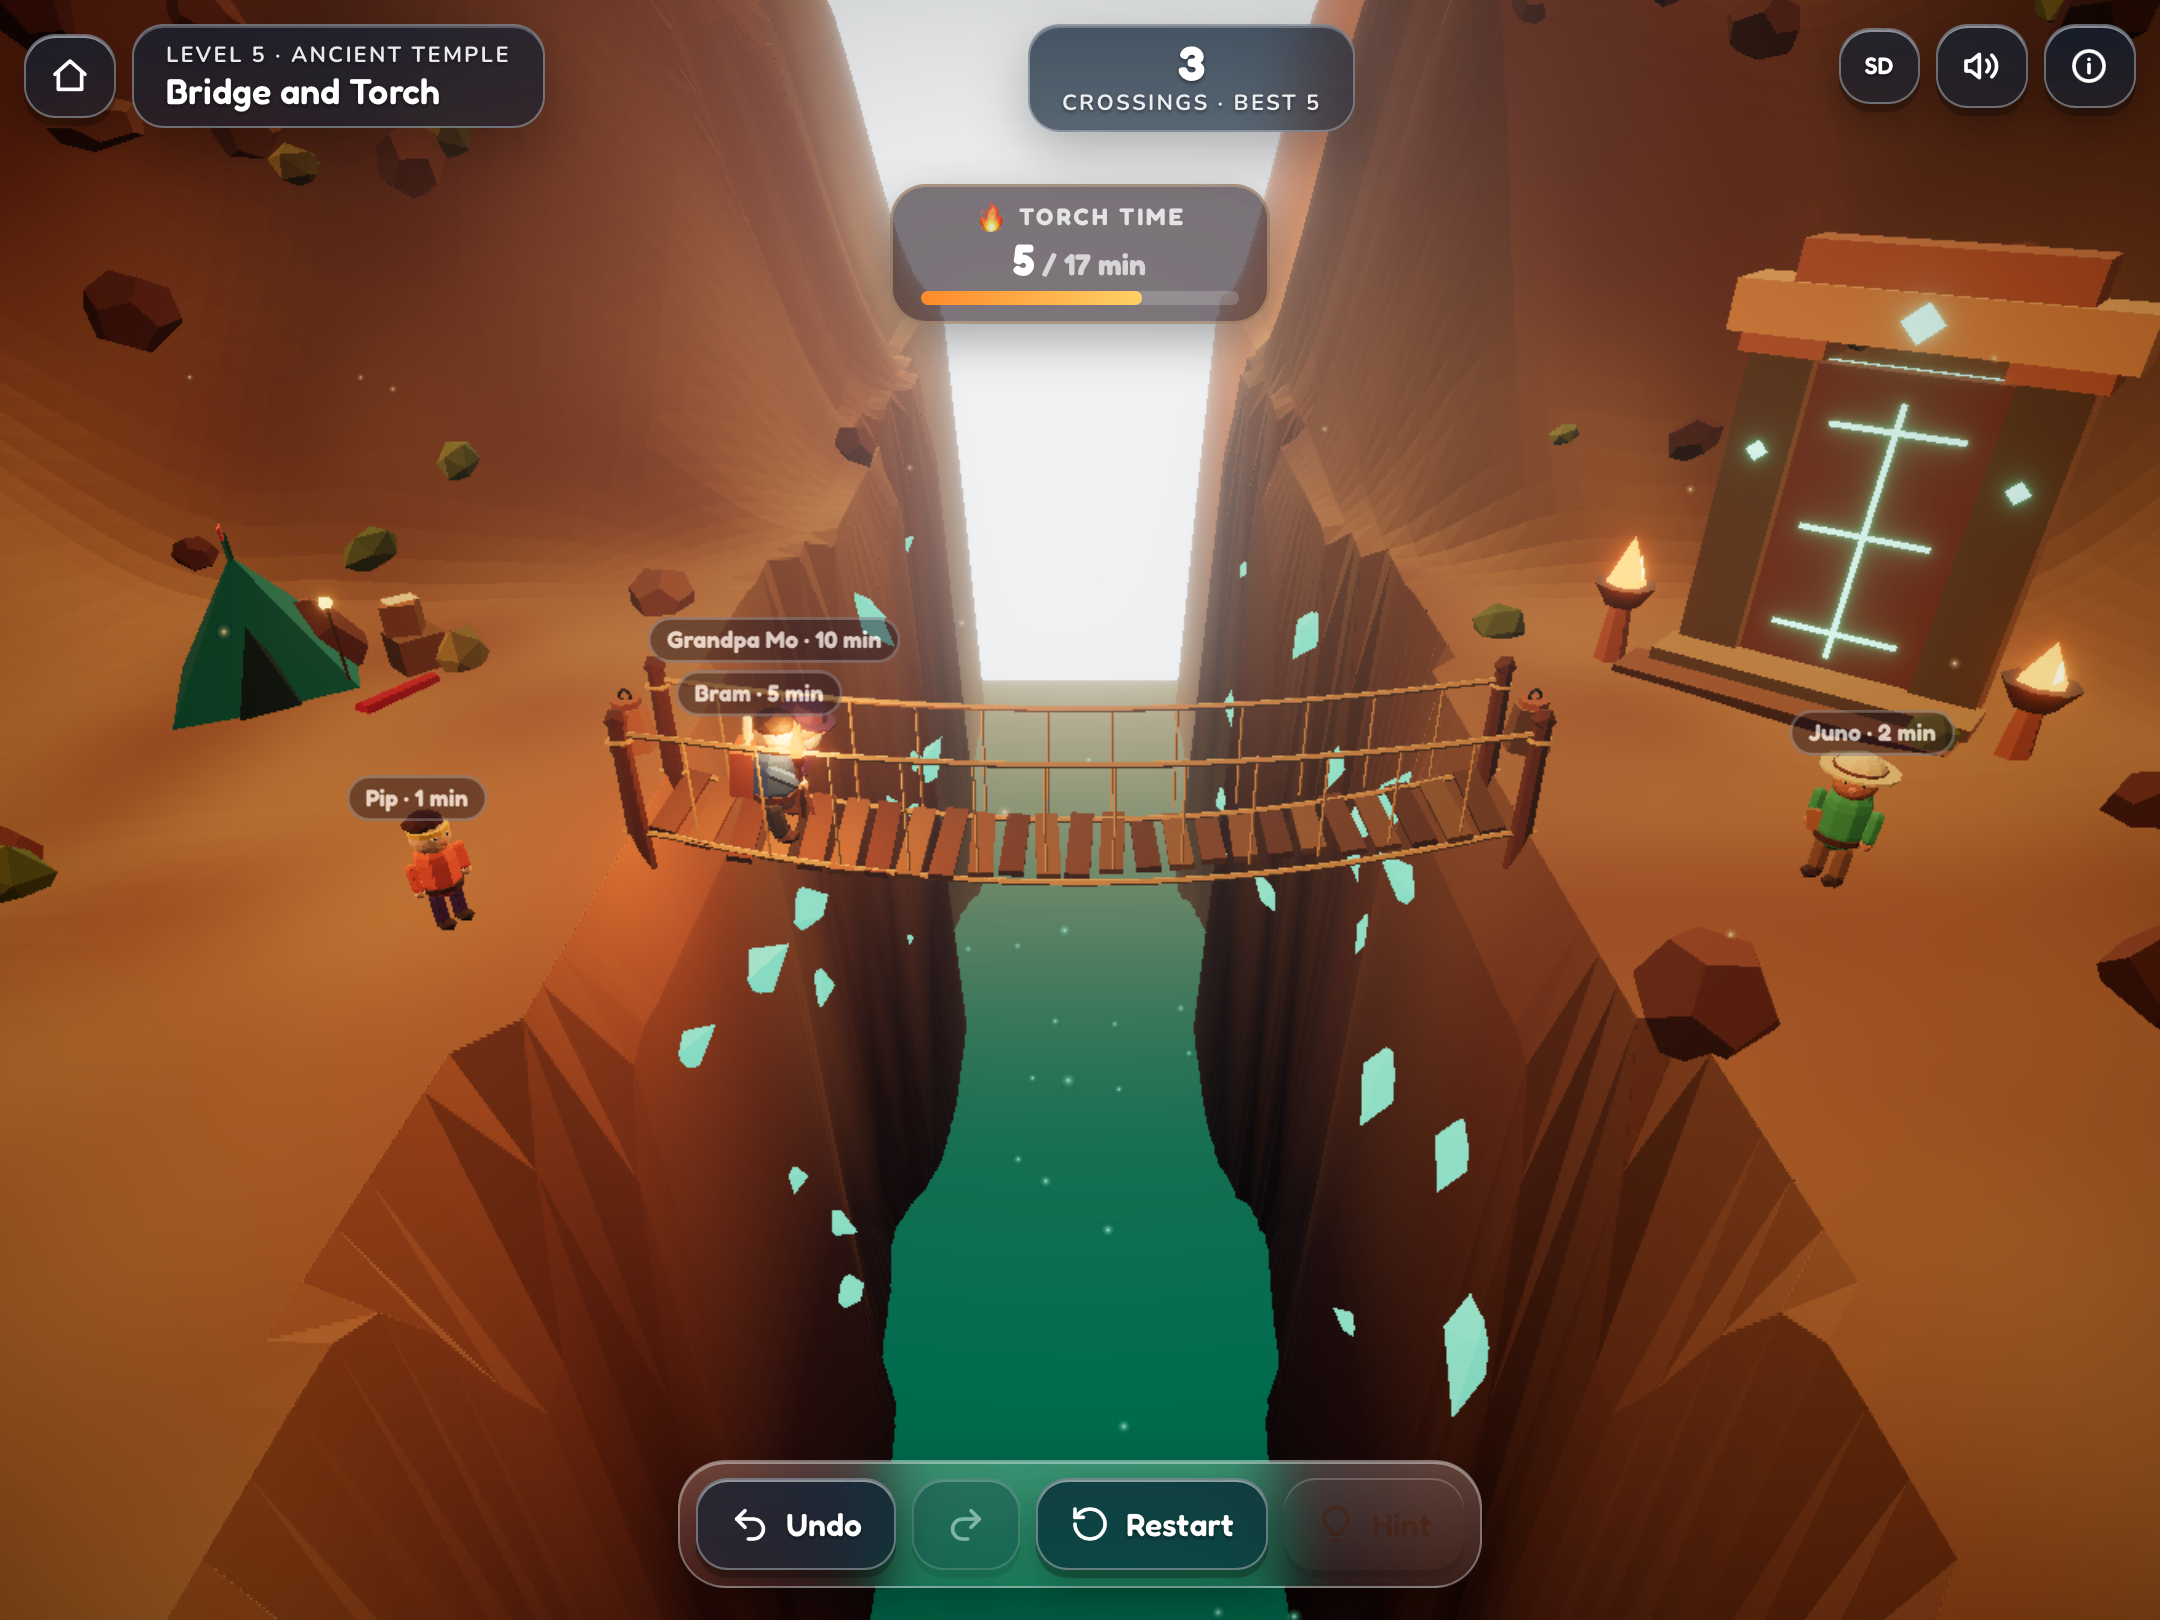 LEVEL 5 · ANCIENT TEMPLE
Bridge and Torch
3
CROSSINGS · BEST 5
SD
TORCH TIME
5 / 17 min
Grandpa Mo · 10 min
Bram · 5 min
Juno · 2 min
Pip · 1 min
Undo
Restart
Hint